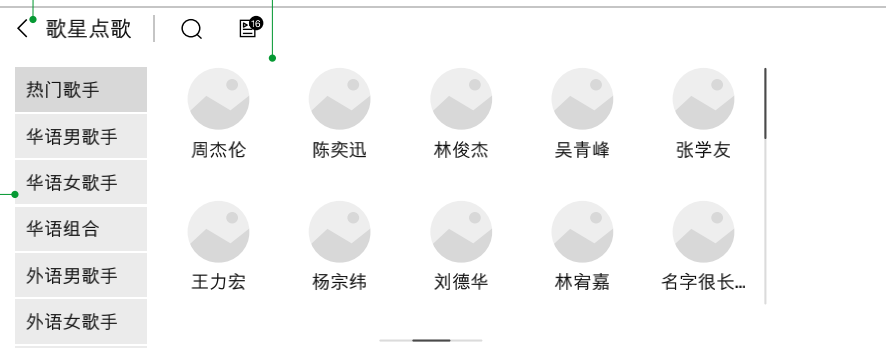 歌星点歌
16
热门歌手
华语男歌手
华语女歌手
华语组合
外语男歌手
外语女歌手
周杰伦 陈奕迅 林俊杰 吴青峰 张学友
王力宏 杨宗纬 刘德华 林宥嘉 名字很长...